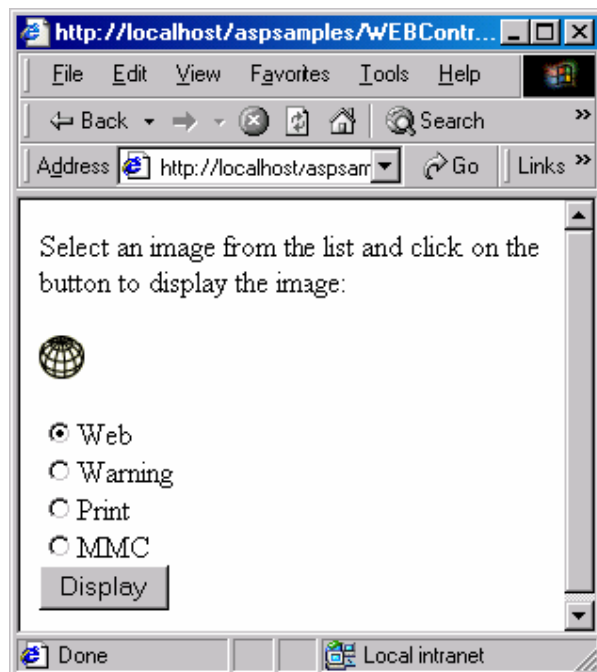 http://localhost/aspsamples/WEBContr...
File Edit View Favorites Tools Help
Back Search »
Address http://localhost/aspsam Go Links »
Select an image from the list and click on the
button to display the image:
Web
Warning
Print
MMC
Display
Done Local intranet